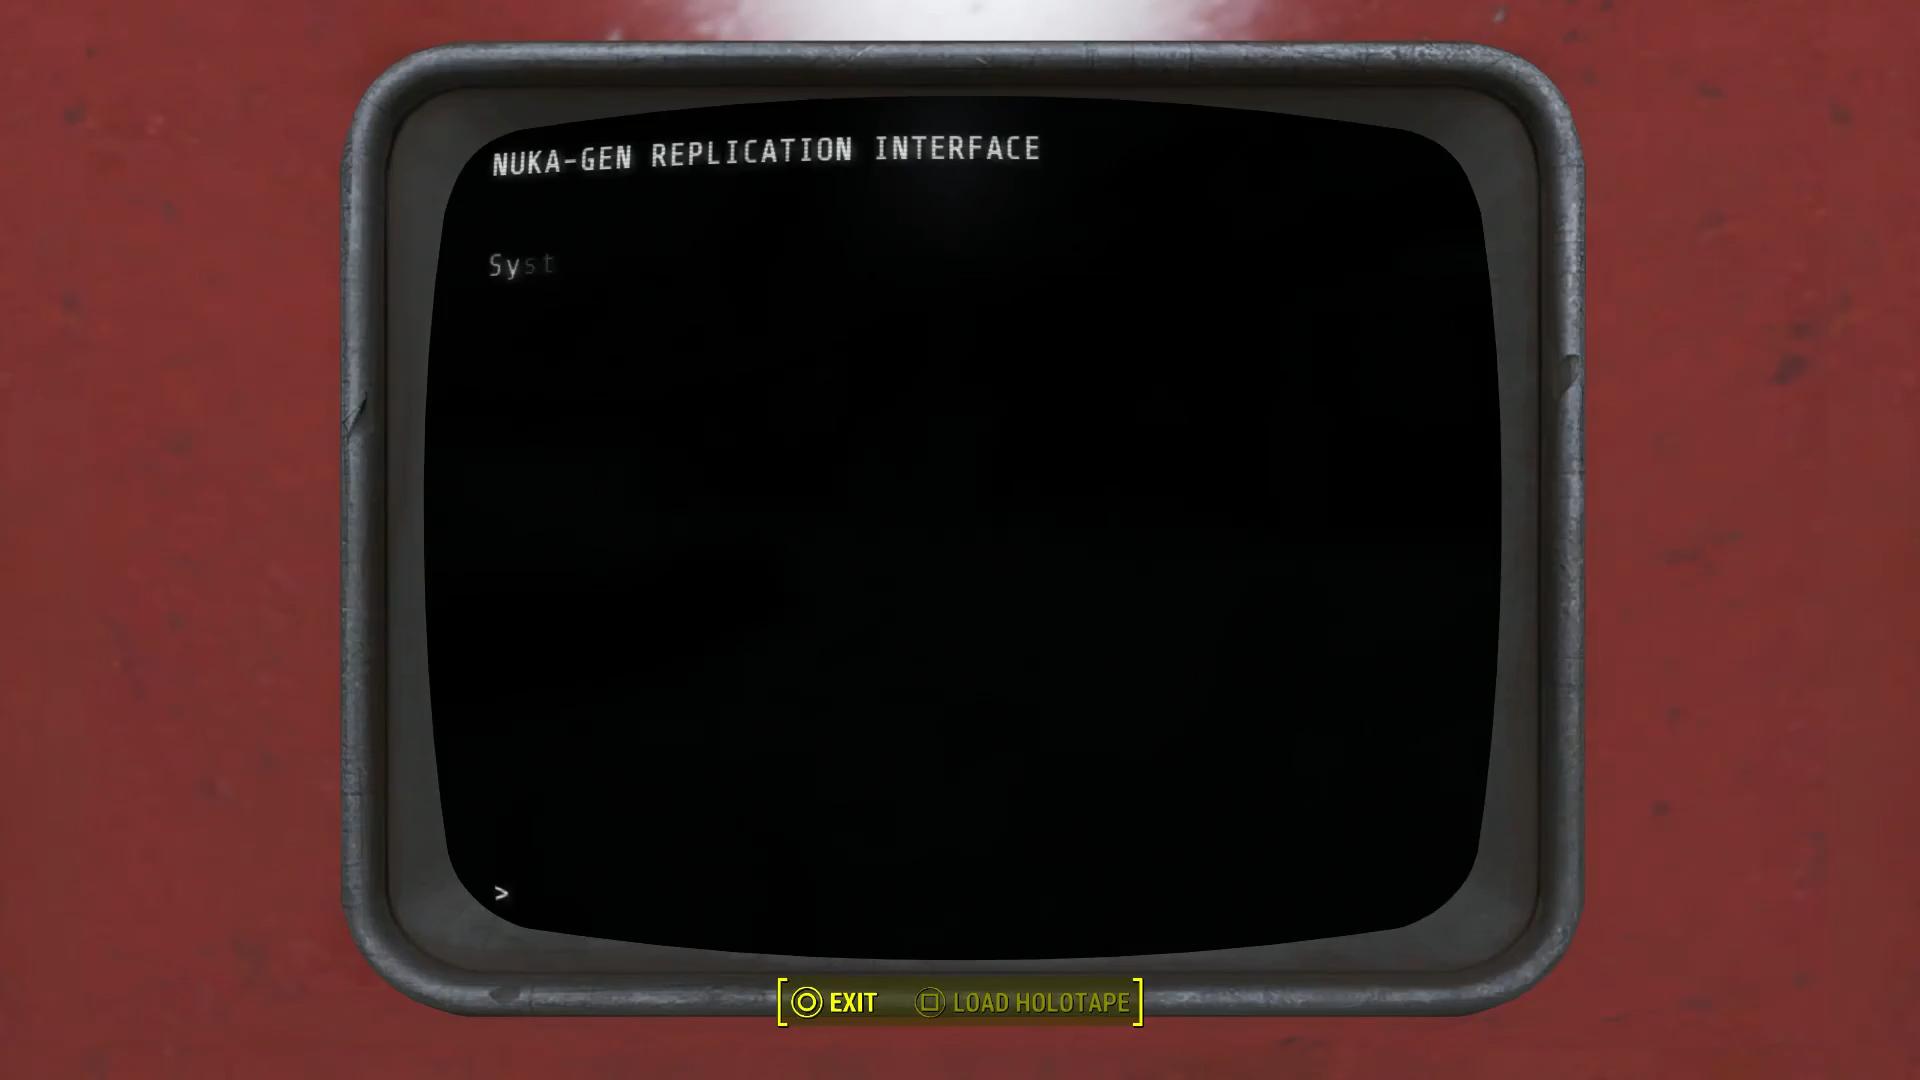 NUKA-GEN REPLICATION INTERFACE
Syst
>
EXIT LOAD HOLOTAPE